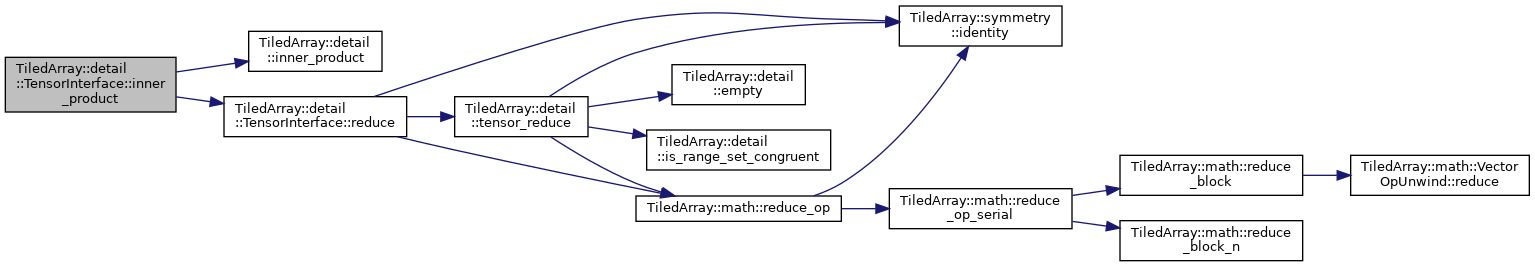 TiledArray::detail
::TensorInterface::inner
_product
TiledArray::detail
::inner_product
TiledArray::detail
::TensorInterface::reduce
TiledArray::detail
::tensor_reduce
TiledArray::symmetry
::identity
TiledArray::detail
::empty
TiledArray::detail
::is_range_set_congruent
TiledArray::math::reduce_op
TiledArray::math::reduce
_op_serial
TiledArray::math::reduce
_block
TiledArray::math::Vector
OpUnwind::reduce
TiledArray::math::reduce
_block_n